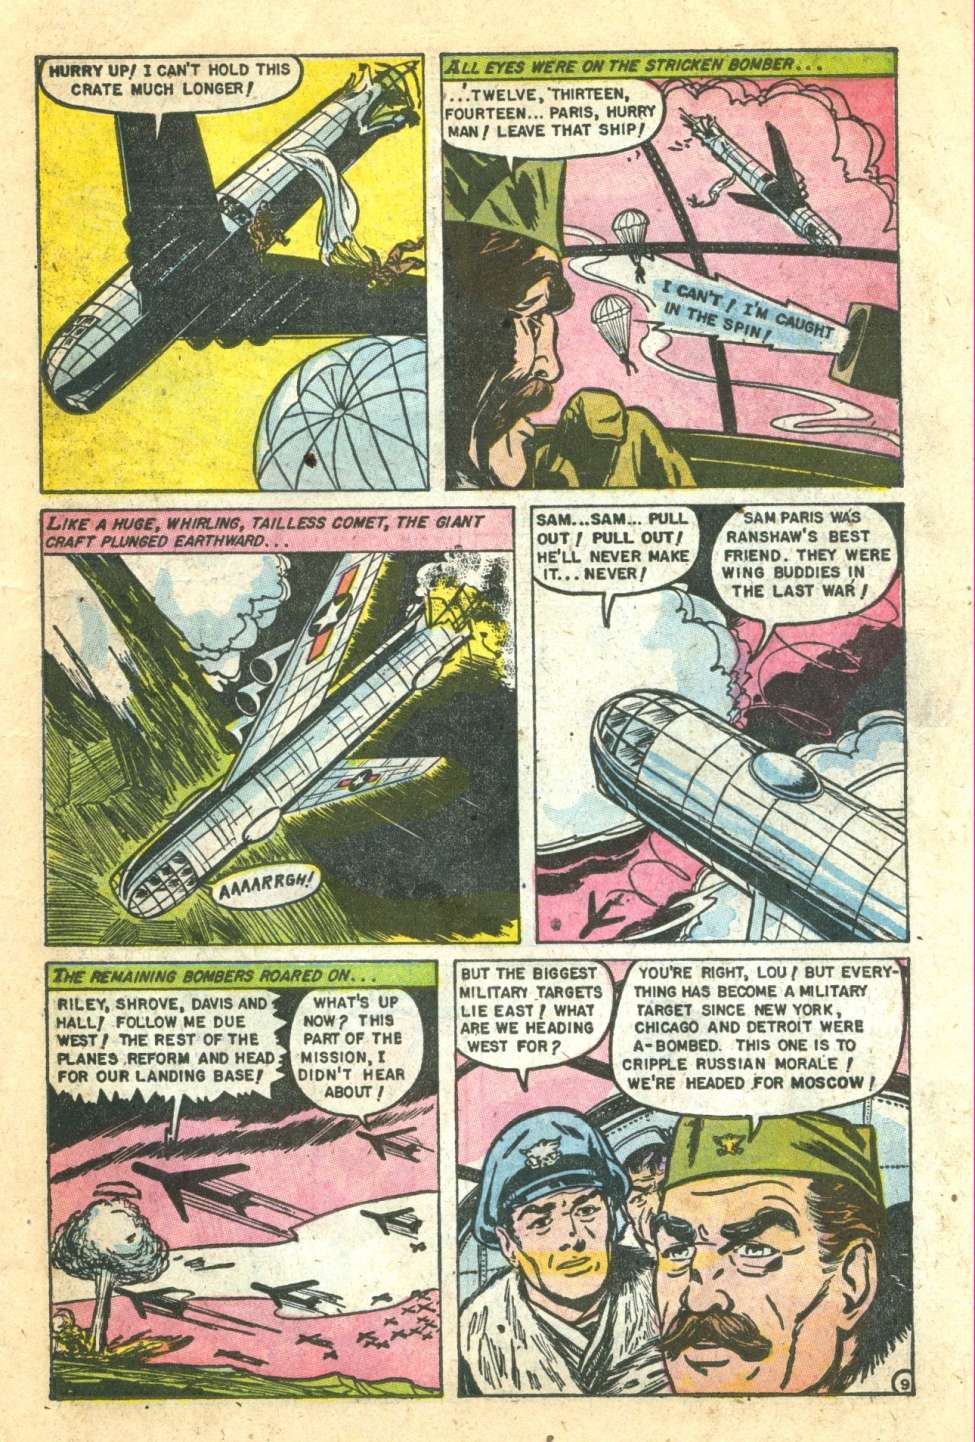 HURRY UP! I CAN'T HOLD THIS
CRATE MUCH LONGER!
ALL EYES WERE ON THE STRICKEN BOMBER...
...TWELVE, THIRTEEN,
FOURTEEN... PARIS, HURRY
MAN! LEAVE THAT SHIP!
I CAN'T! I'M CAUGHT
IN THE SPIN!
LIKE A HUGE, WHIRLING, TAILLESS COMET, THE GIANT
CRAFT PLUNGED EARTHWARD...
AAAARRGH!
SAM...SAM... PULL
OUT! PULL OUT!
HE'LL NEVER MAKE
IT...NEVER!
SAM PARIS WAS
RANSHAW'S BEST
FRIEND. THEY WERE
WING BUDDIES IN
THE LAST WAR!
THE REMAINING BOMBERS ROARED ON...
RILEY, SHROVE, DAVIS AND
HALL! FOLLOW ME DUE
WEST! THE REST OF THE
PLANES REFORM AND HEAD
FOR OUR LANDING BASE!
WHAT'S UP
NOW? THIS
PART OF THE
MISSION, I
DIDN'T HEAR
ABOUT!
BUT THE BIGGEST
MILITARY TARGETS
LIE EAST! WHAT
ARE WE HEADING
WEST FOR?
YOU'RE RIGHT, LOU! BUT EVERY-
THING HAS BECOME A MILITARY
TARGET SINCE NEW YORK,
CHICAGO AND DETROIT WERE
A-BOMBED. THIS ONE IS TO
CRIPPLE RUSSIAN MORALE!
WE'RE HEADED FOR MOSCOW!
9